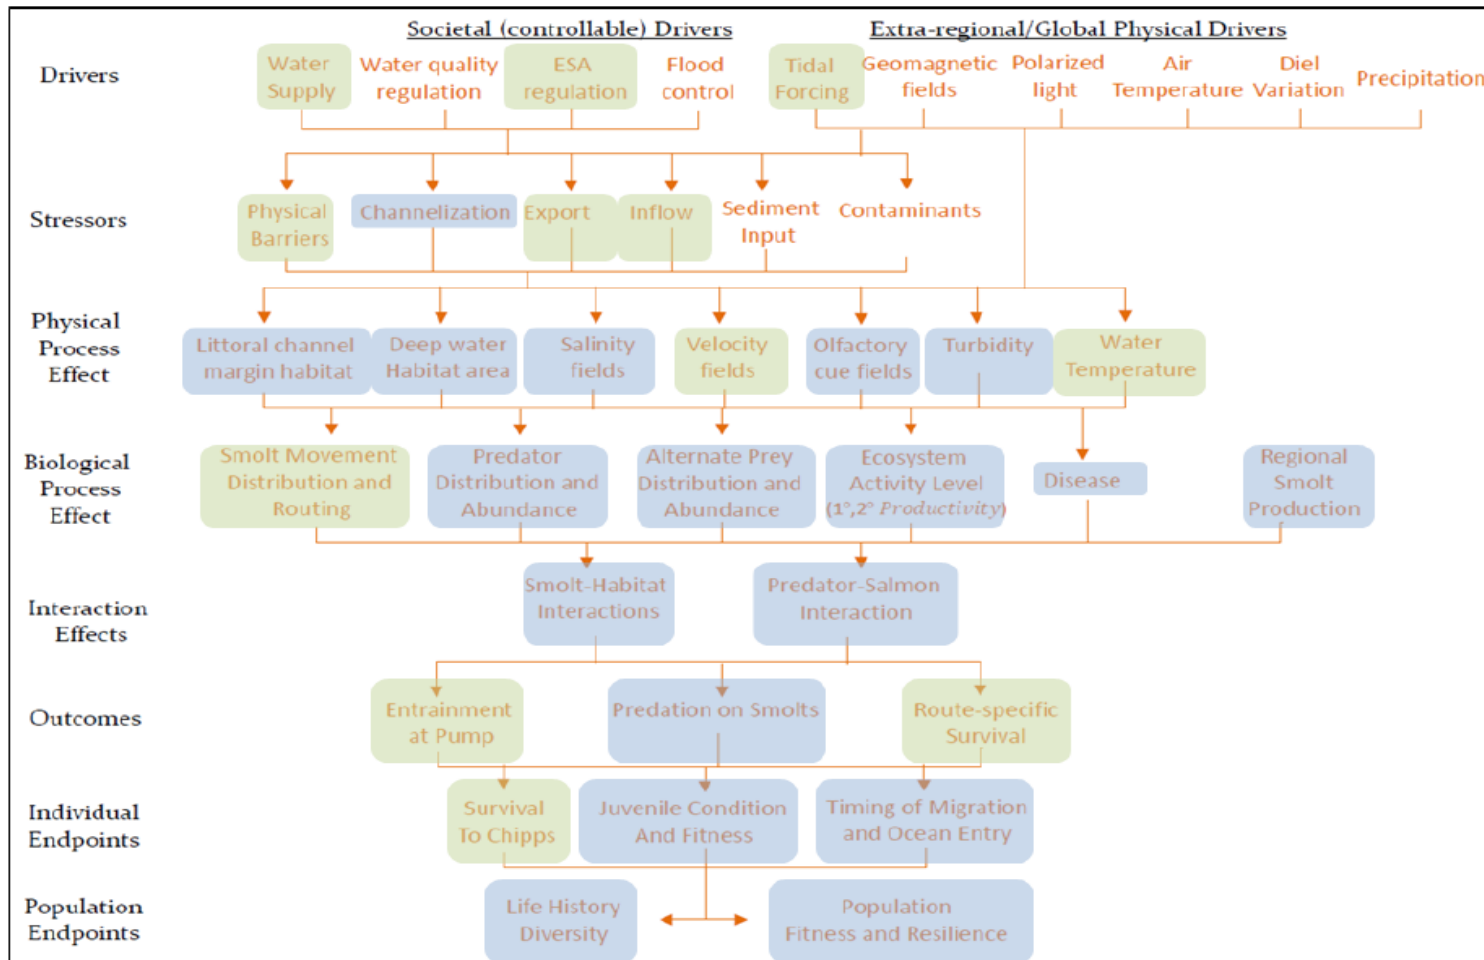 Societal (controllable) Drivers
Extra-regional/Global Physical Drivers
Drivers
Water
Supply
Water quality
regulation
ESA
regulation
Flood
control
Tidal
Forcing
Geomagnetic
fields
Polarized
light
Air
Temperature
Diel
Variation
Precipitation
Stressors
Physical
Barriers
Channelization
Export
Inflow
Sediment
Input
Contaminants
Physical
Process
Effect
Littoral channel
margin habitat
Deep water
Habitat area
Salinity
fields
Velocity
fields
Olfactory
cue fields
Turbidity
Water
Temperature
Biological
Process
Effect
Smolt Movement
Distribution and
Routing
Predator
Distribution and
Abundance
Alternate Prey
Distribution and
Abundance
Ecosystem
Activity Level
(1°,2° Productivity)
Disease
Regional
Smolt
Production
Interaction
Effects
Smolt-Habitat
Interactions
Predator-Salmon
Interaction
Outcomes
Entrainment
at Pump
Predation on Smolts
Route-specific
Survival
Individual
Endpoints
Survival
To Chipps
Juvenile Condition
And Fitness
Timing of Migration
and Ocean Entry
Population
Endpoints
Life History
Diversity
Population
Fitness and Resilience